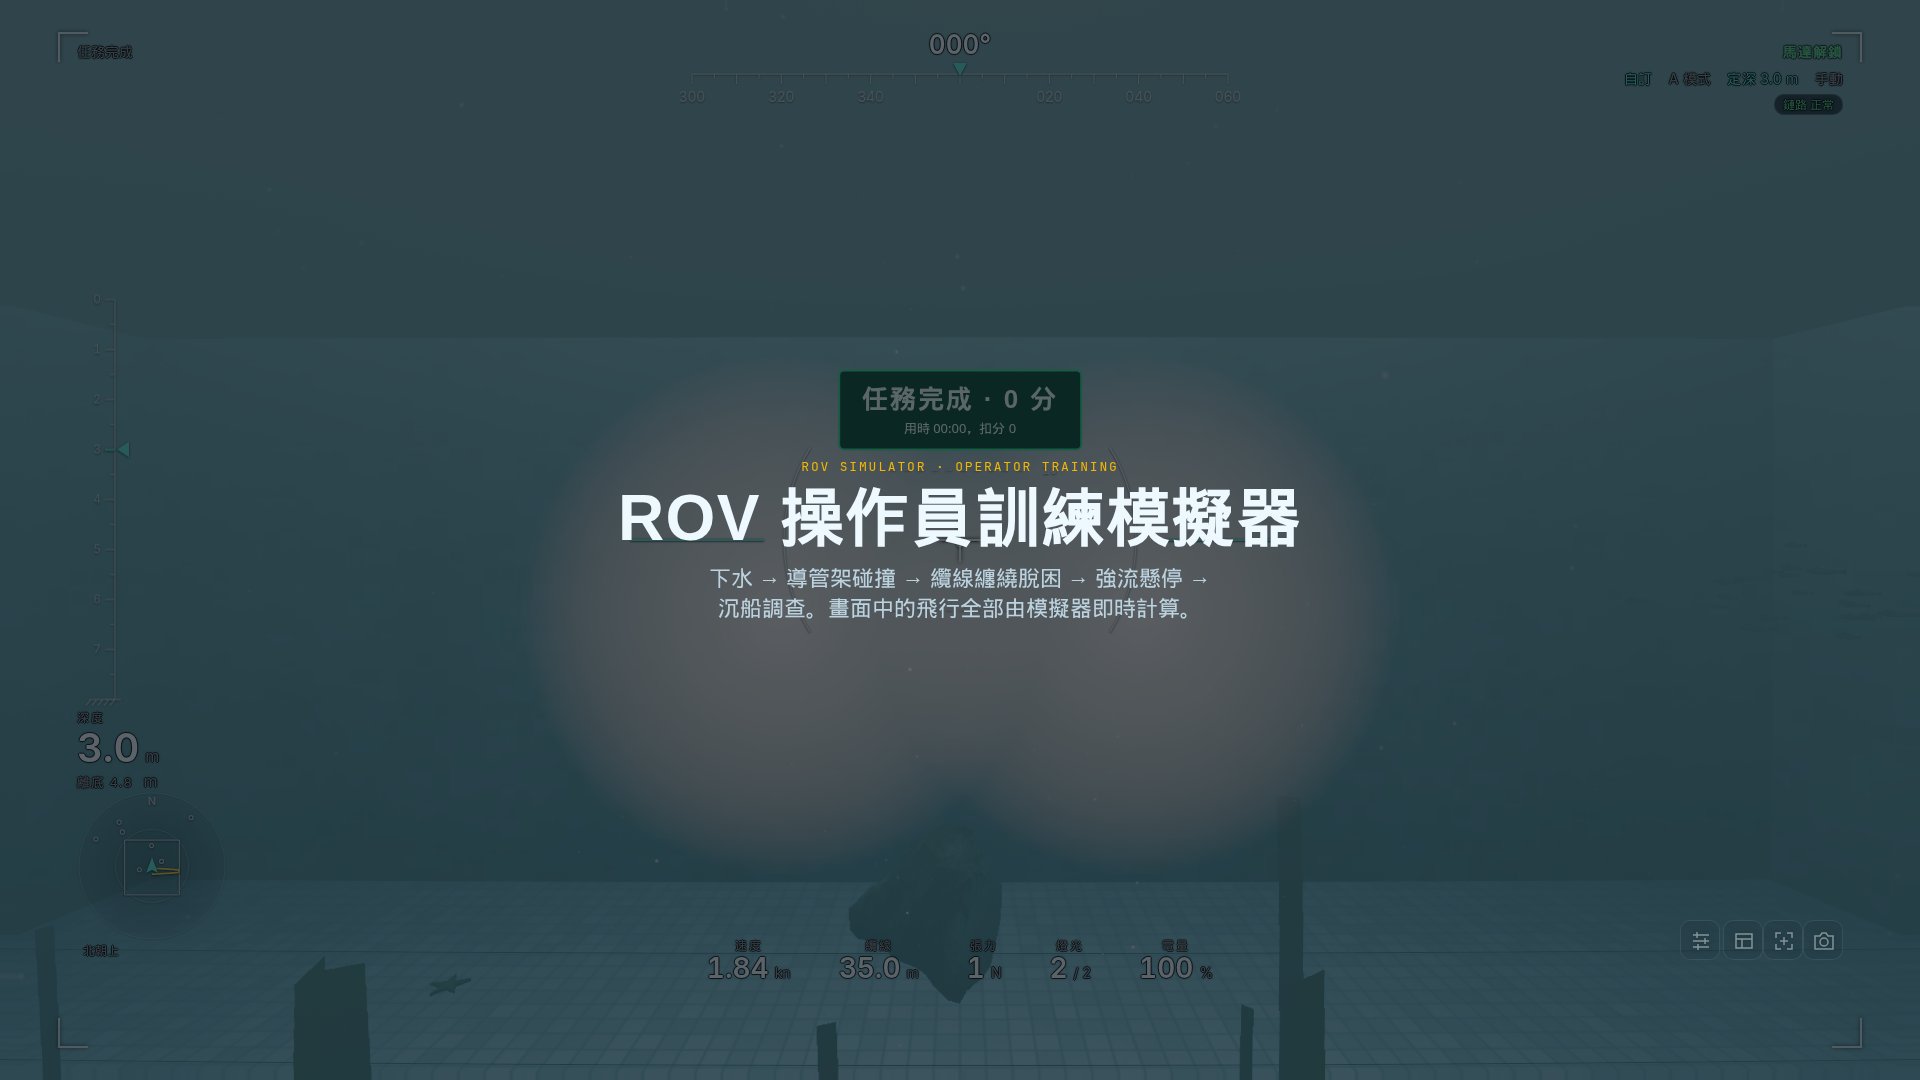 任務完成
000°
300 320 340 020 040 060
馬達解鎖
自訂 A 模式 定深 3.0 m 手動
鏈路 正常
0
1
2
3
4
5
6
7
任務完成 · 0 分
用時 00:00，扣分 0
ROV SIMULATOR · OPERATOR TRAINING
ROV 操作員訓練模擬器
下水 → 導管架碰撞 → 纜線纏繞脫困 → 強流懸停 →
沉船調查。畫面中的飛行全部由模擬器即時計算。
深度
3.0 m
離底 4.8 m
N
北朝上
速度 纜線 張力 燈光 電量
1.84 kn 35.0 m 1 N 2 / 2 100 %